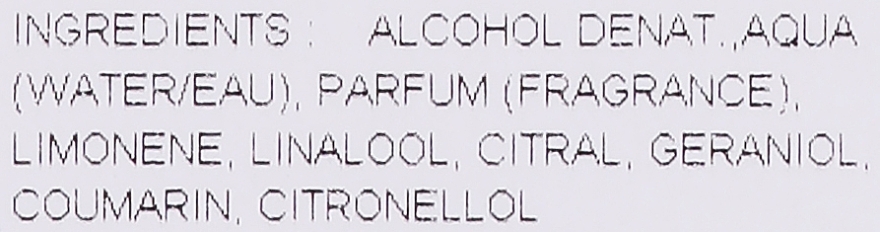 INGREDIENTS : ALCOHOL DENAT.,AQUA
(WATER/EAU), PARFUM (FRAGRANCE),
LIMONENE, LINALOOL, CITRAL, GERANIOL,
COUMARIN, CITRONELLOL